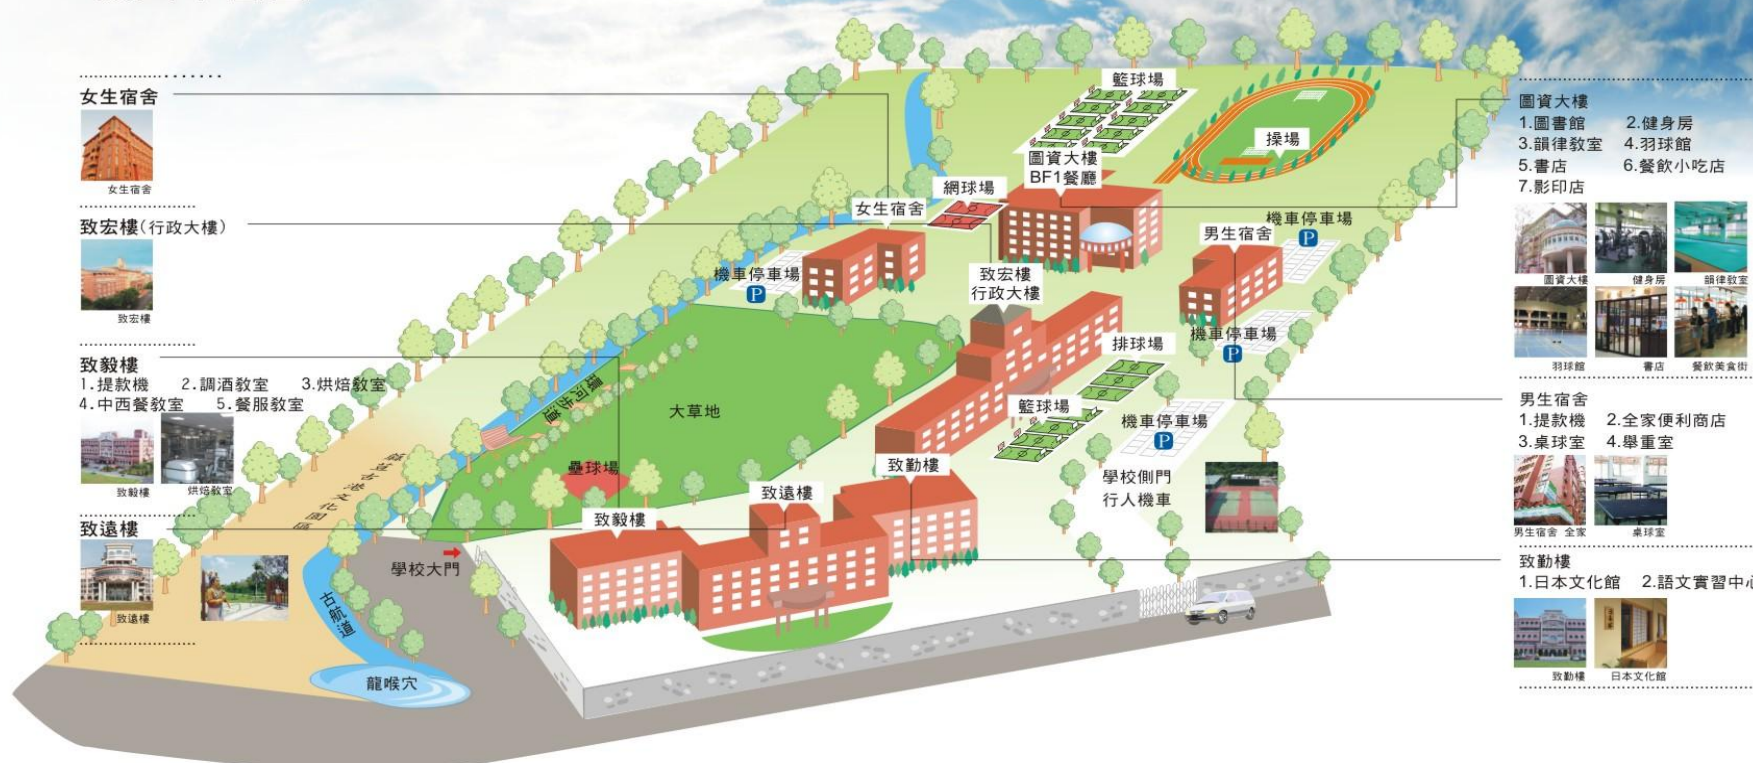 女生宿舍
女生宿舍
致宏樓(行政大樓)
致宏樓
致毅樓
1.提款機 2.調酒教室 3.烘焙教室
4.中西餐教室 5.餐服教室
致毅樓 烘焙教室
致遠樓
致遠樓
籃球場
操場
圖資大樓
BF1餐廳
網球場
女生宿舍
機車停車場
P
男生宿舍
機車停車場
P
致宏樓
行政大樓
機車停車場
P
排球場
籃球場
機車停車場
P
學校側門
行人機車
大草地
環河步道
壘球場
致勤樓
致遠樓
致毅樓
學校大門
古航道
龍喉穴
圖資大樓
1.圖書館 2.健身房
3.韻律教室 4.羽球館
5.書店 6.餐飲小吃店
7.影印店
圖資大樓 健身房 韻律教室
羽球館 書店 餐飲美食街
男生宿舍
1.提款機 2.全家便利商店
3.桌球室 4.舉重室
男生宿舍 全家 桌球室
致勤樓
1.日本文化館 2.語文實習中心
致勤樓 日本文化館